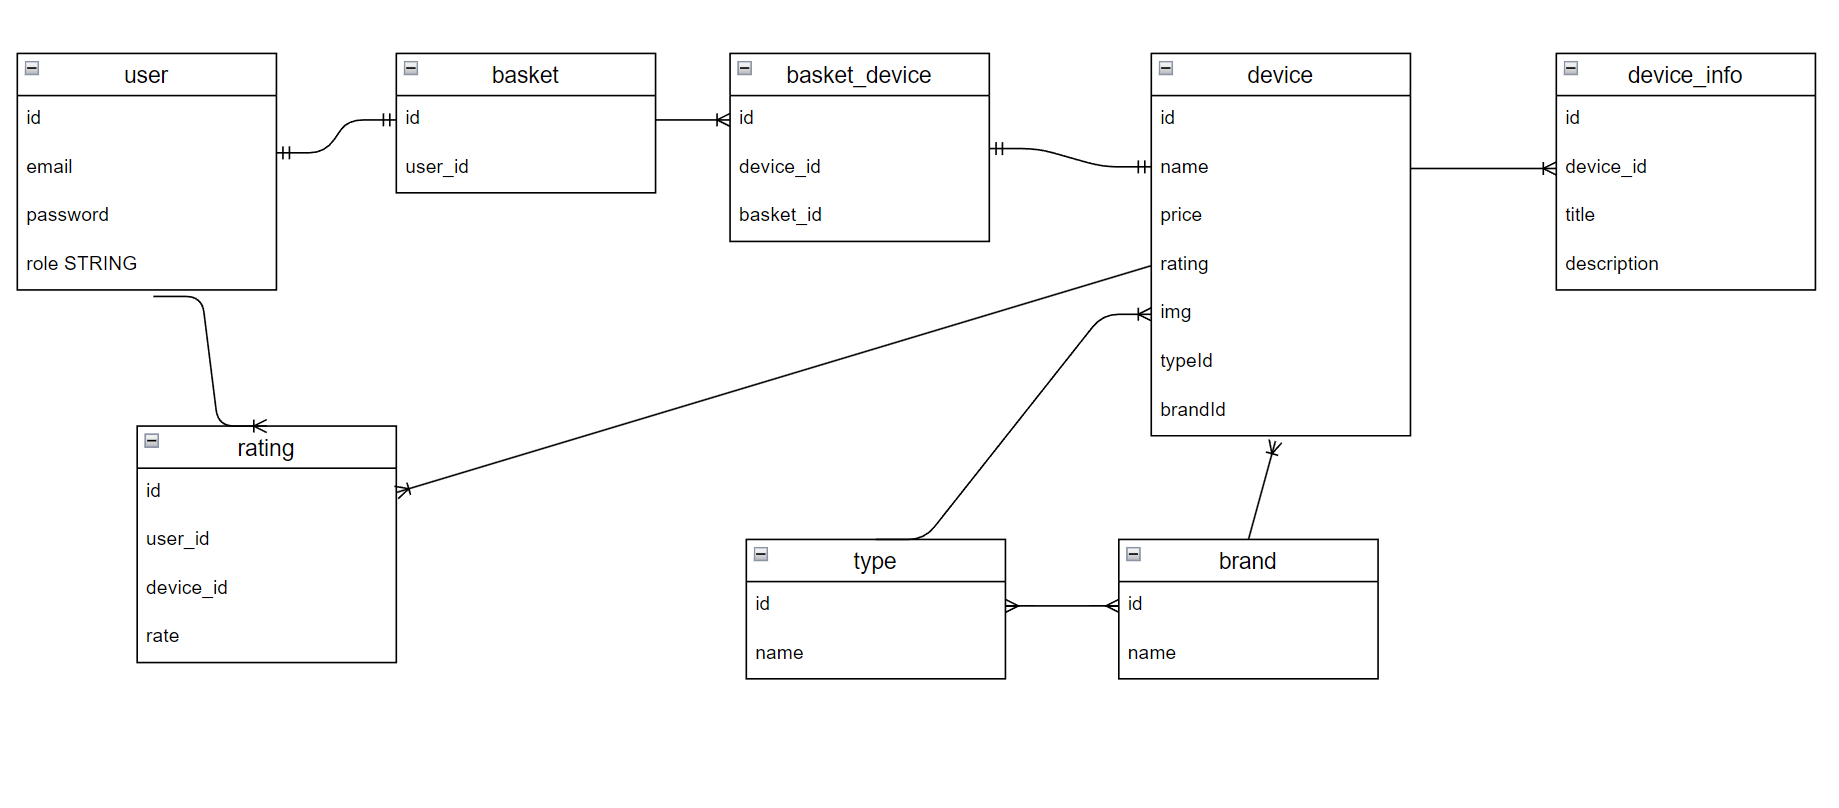 user
id
email
password
role STRING
basket
id
user_id
basket_device
id
device_id
basket_id
device
id
name
price
rating
img
typeId
brandId
device_info
id
device_id
title
description
rating
id
user_id
device_id
rate
type
id
name
brand
id
name